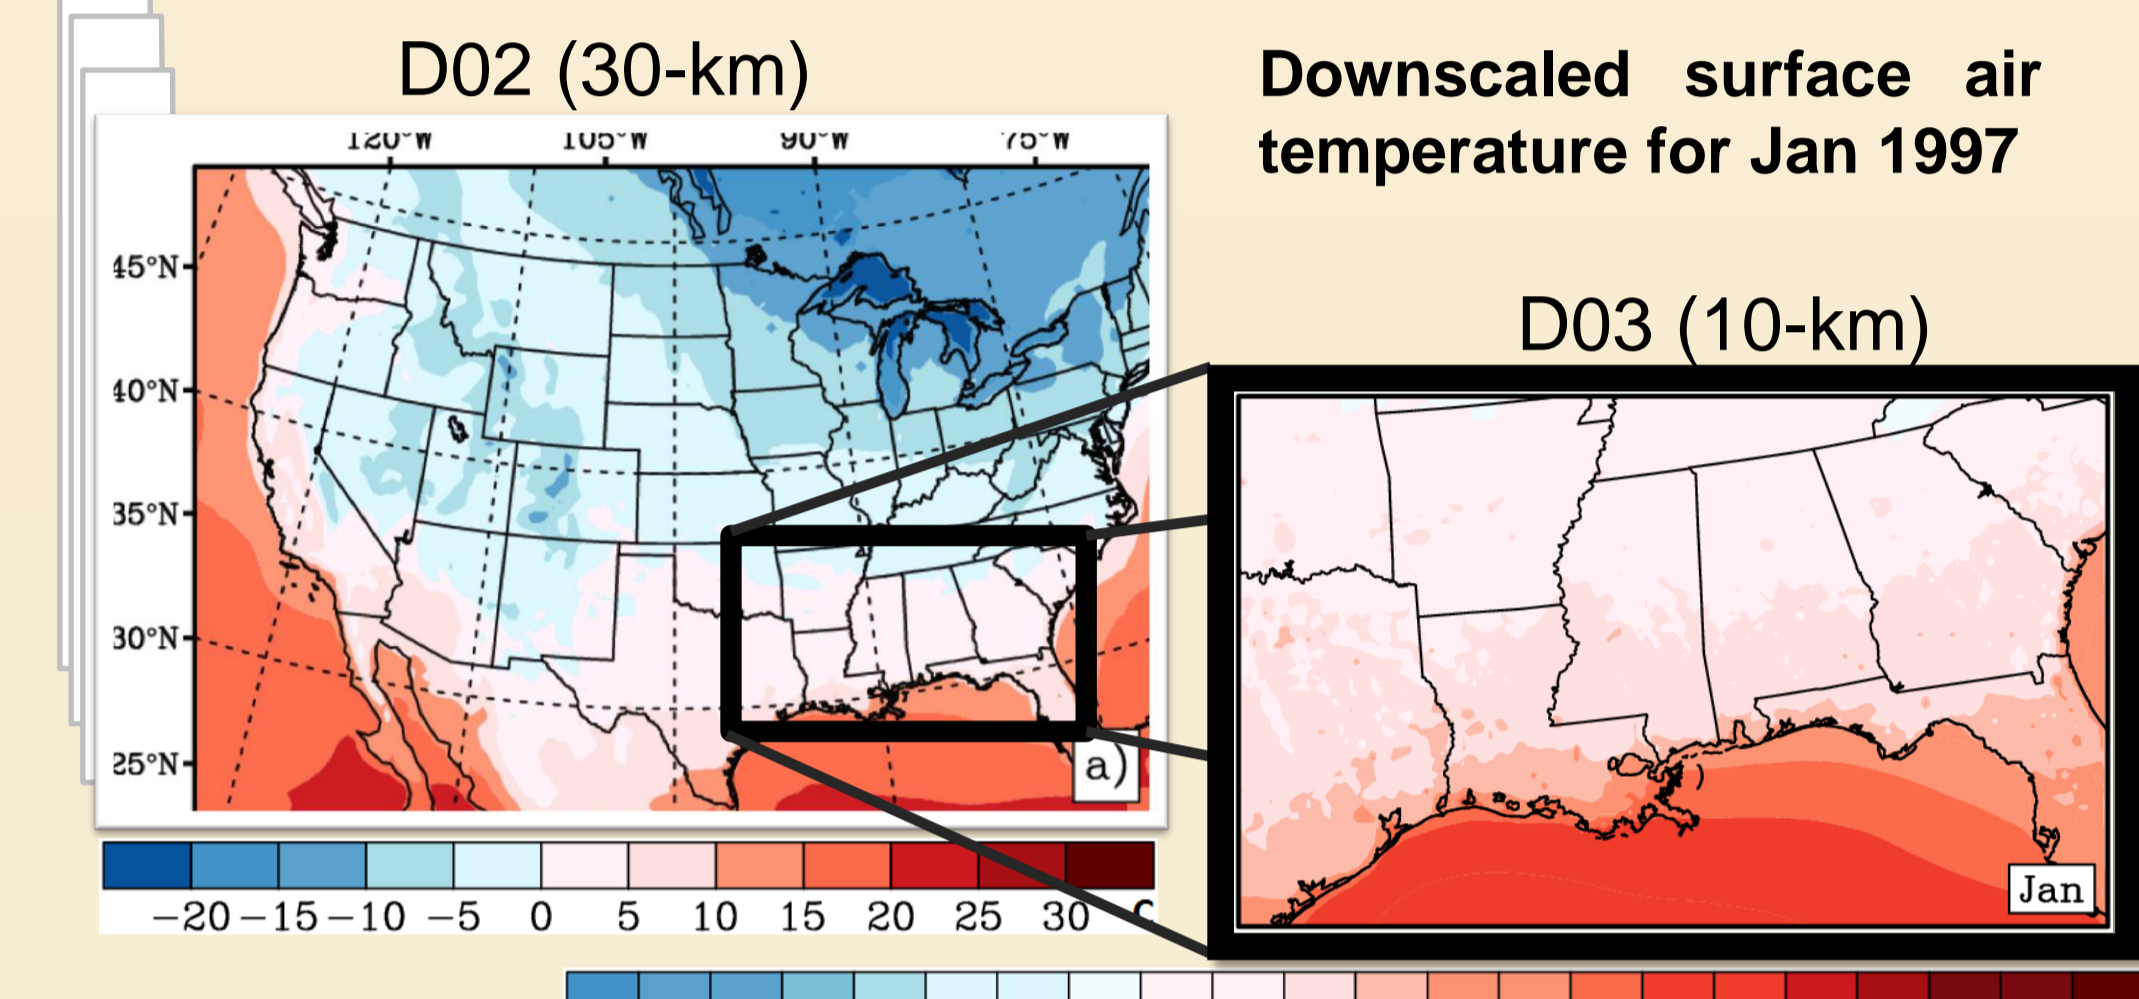 D02 (30-km)
Downscaled surface air
temperature for Jan 1997
120°W 105°W 90°W 75°W
45°N
40°N
35°N
30°N
25°N
a)
D03 (10-km)
Jan
−20 −15 −10 −5 0 5 10 15 20 25 30 C